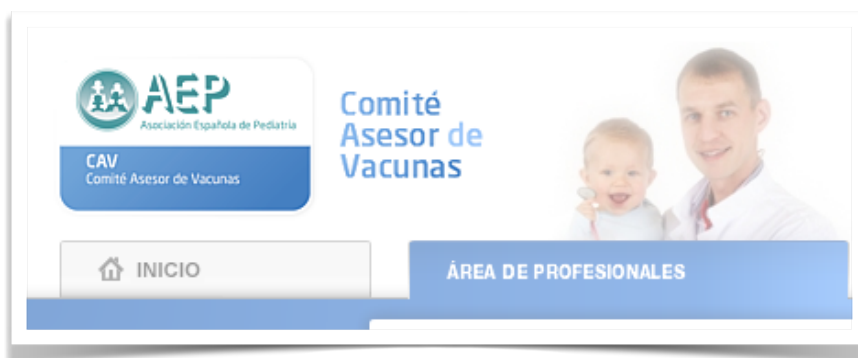 AEP
Asociación Española de Pediatría
CAV
Comité Asesor de Vacunas
Comité
Asesor de
Vacunas
INICIO
ÁREA DE PROFESIONALES